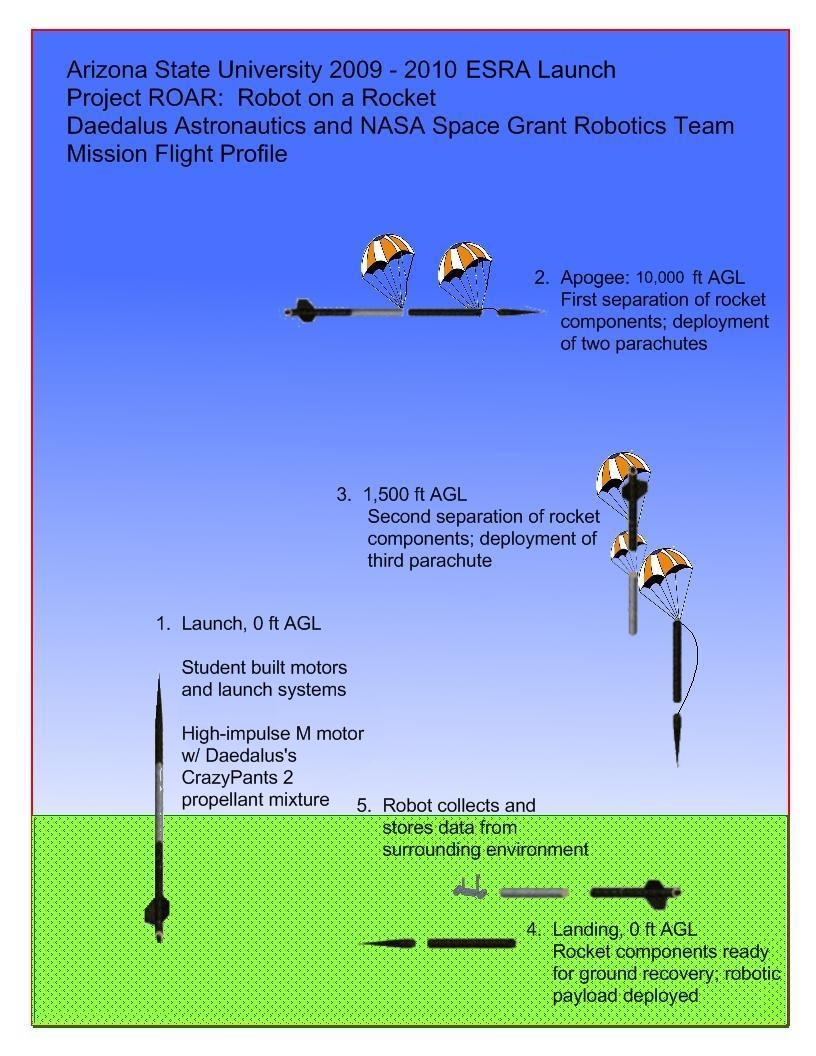 Arizona State University 2009 - 2010 ESRA Launch
Project ROAR: Robot on a Rocket
Daedalus Astronautics and NASA Space Grant Robotics Team
Mission Flight Profile
2. Apogee: 10,000 ft AGL
First separation of rocket
components; deployment
of two parachutes
3. 1,500 ft AGL
Second separation of rocket
components; deployment of
third parachute
1. Launch, 0 ft AGL
Student built motors
and launch systems
High-impulse M motor
w/ Daedalus's
CrazyPants 2
propellant mixture
5. Robot collects and
stores data from
surrounding environment
4. Landing, 0 ft AGL
Rocket components ready
for ground recovery; robotic
payload deployed